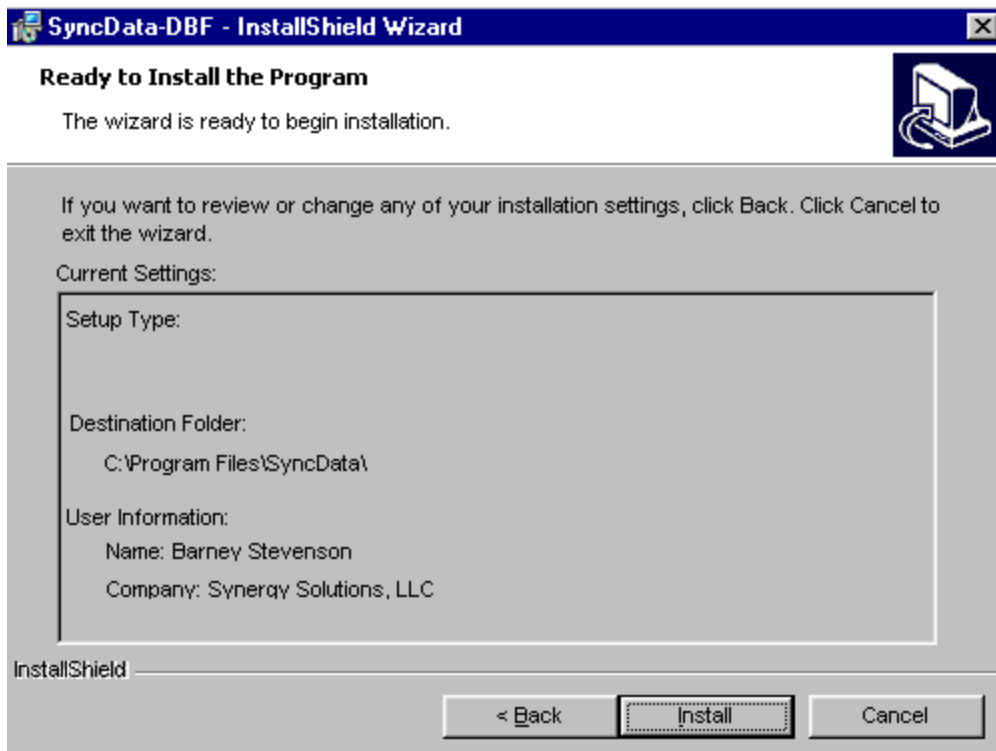 SyncData-DBF - InstallShield Wizard
Ready to Install the Program
The wizard is ready to begin installation.
If you want to review or change any of your installation settings, click Back. Click Cancel to
exit the wizard.
Current Settings:
Setup Type:
Destination Folder:
C:\Program Files\SyncData\
User Information:
Name: Barney Stevenson
Company: Synergy Solutions, LLC
InstallShield
< Back
Install
Cancel